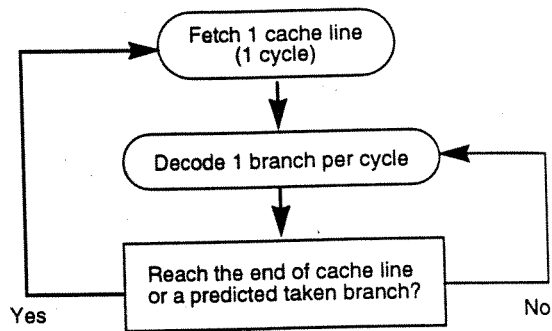 Fetch 1 cache line
(1 cycle)
Decode 1 branch per cycle
Reach the end of cache line
or a predicted taken branch?
Yes
No